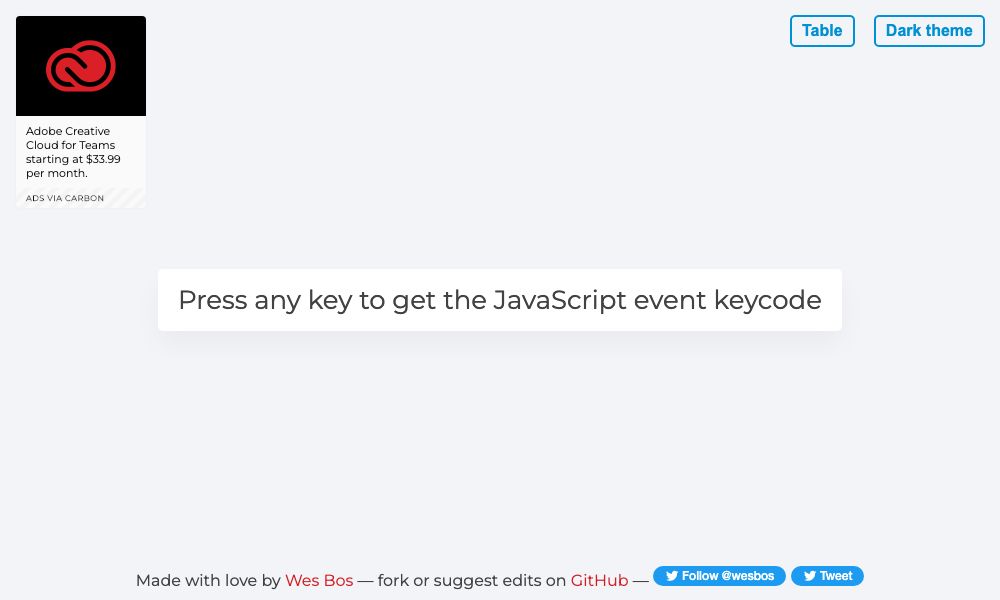 Table
Dark theme
Adobe Creative
Cloud for Teams
starting at $33.99
per month.
ADS VIA CARBON
Press any key to get the JavaScript event keycode
Made with love by Wes Bos — fork or suggest edits on GitHub — Follow @wesbos Tweet